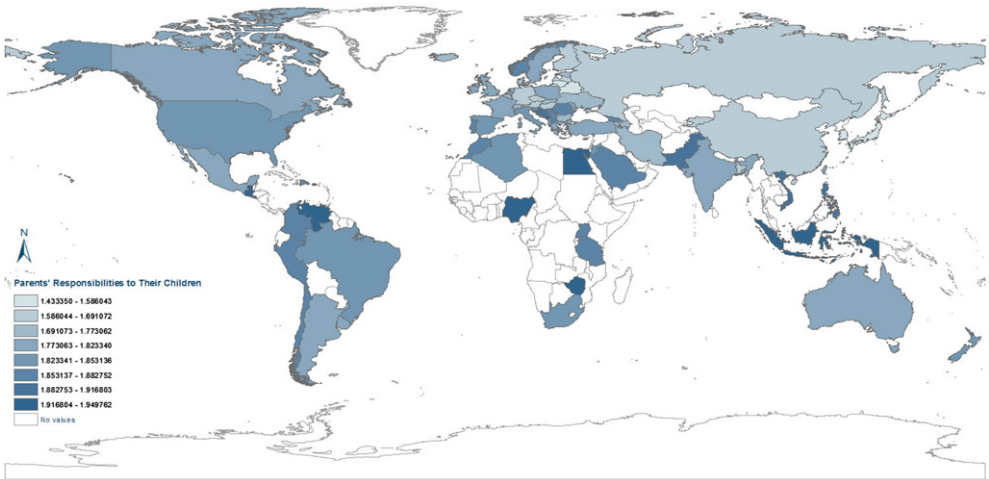 N
Parents' Responsibilities to Their Children
1.433350 - 1.586043
1.586044 - 1.691072
1.691073 - 1.773062
1.773063 - 1.823340
1.823341 - 1.853136
1.853137 - 1.882752
1.882753 - 1.916803
1.916804 - 1.949762
No values